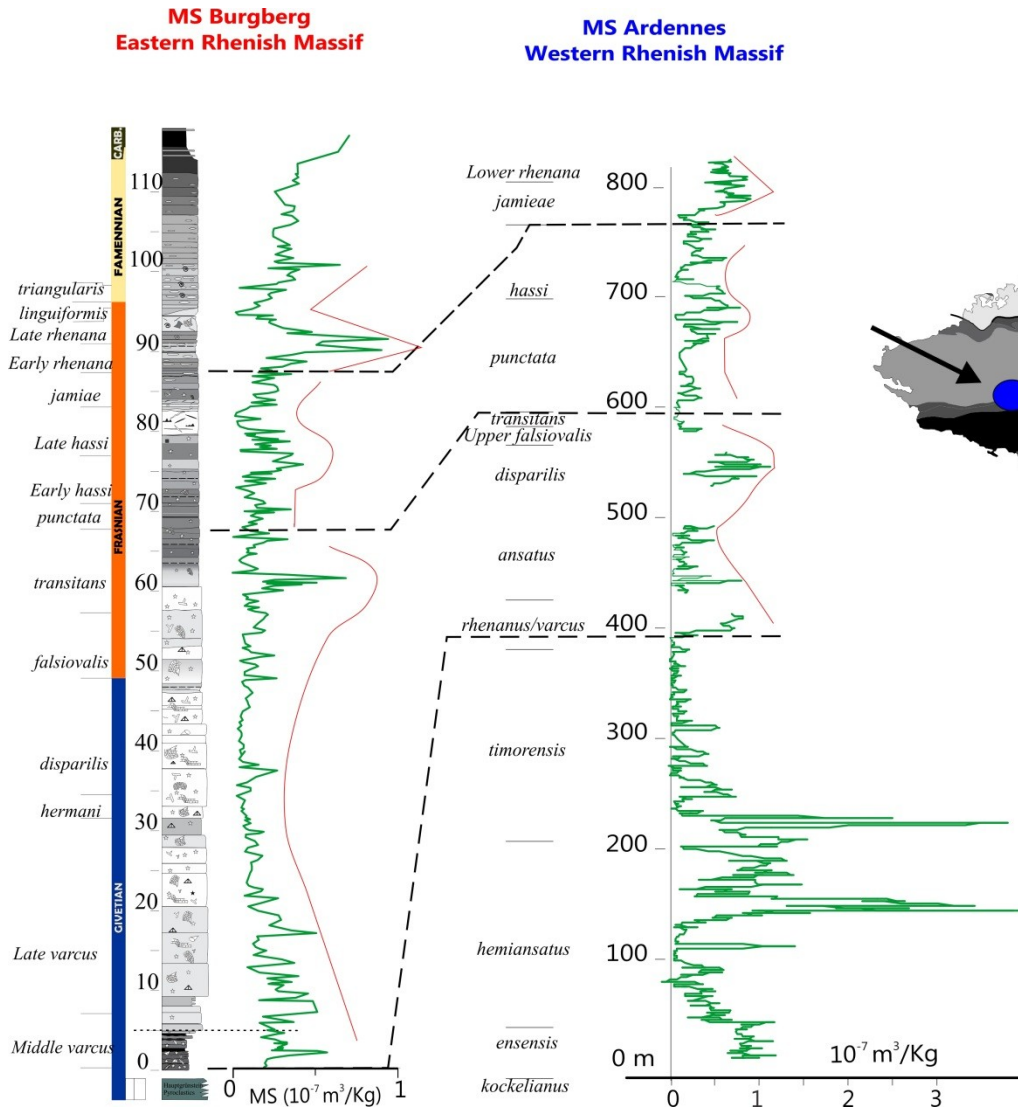 MS Burgberg
Eastern Rhenish Massif
MS Ardennes
Western Rhenish Massif
CARB.
FAMENNIAN
FRASNIAN
GIVETIAN
triangularis
linguiformis
Late rhenana
Early rhenana
jamiae
Late hassi
Early hassi
punctata
transitans
falsiovalis
disparilis
hermani
Late varcus
Middle varcus
110
100
90
80
70
60
50
40
30
20
10
0
0
1
MS (10⁻⁷ m³/Kg)
Lower rhenana
jamieae
hassi
punctata
transitans
Upper falsiovalis
disparilis
ansatus
rhenanus/varcus
timorensis
hemiansatus
ensensis
kockelianus
800
700
600
500
400
300
200
100
0 m
10⁻⁷ m³/Kg
0
1
2
3